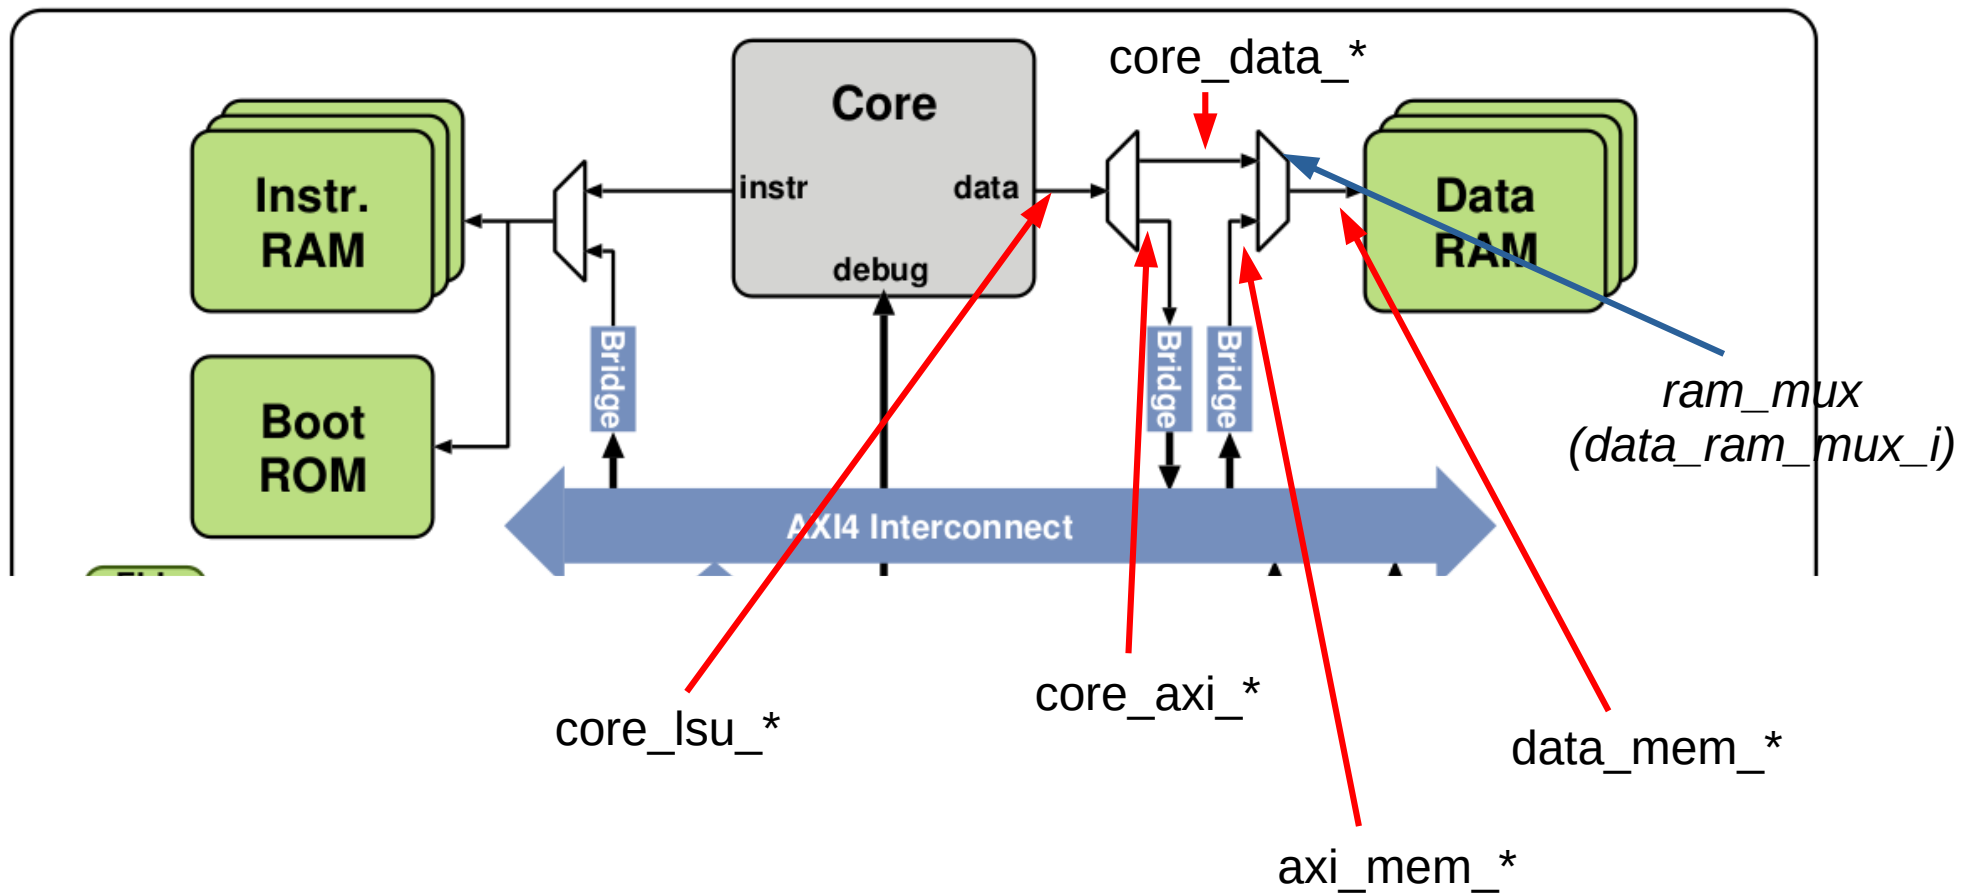 core_data_*
Core
Instr.
RAM
instr
data
Data
RAM
debug
Bridge
Bridge
Bridge
ram_mux
(data_ram_mux_i)
Boot
ROM
AXI4 Interconnect
core_lsu_*
core_axi_*
data_mem_*
axi_mem_*